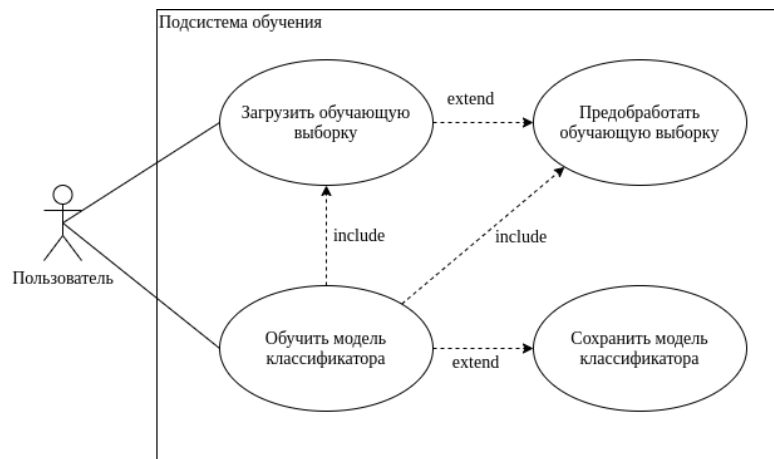 Подсистема обучения
Загрузить обучающую
выборку
extend
Предобработать
обучающую выборку
include
include
Пользователь
Обучить модель
классификатора
extend
Сохранить модель
классификатора